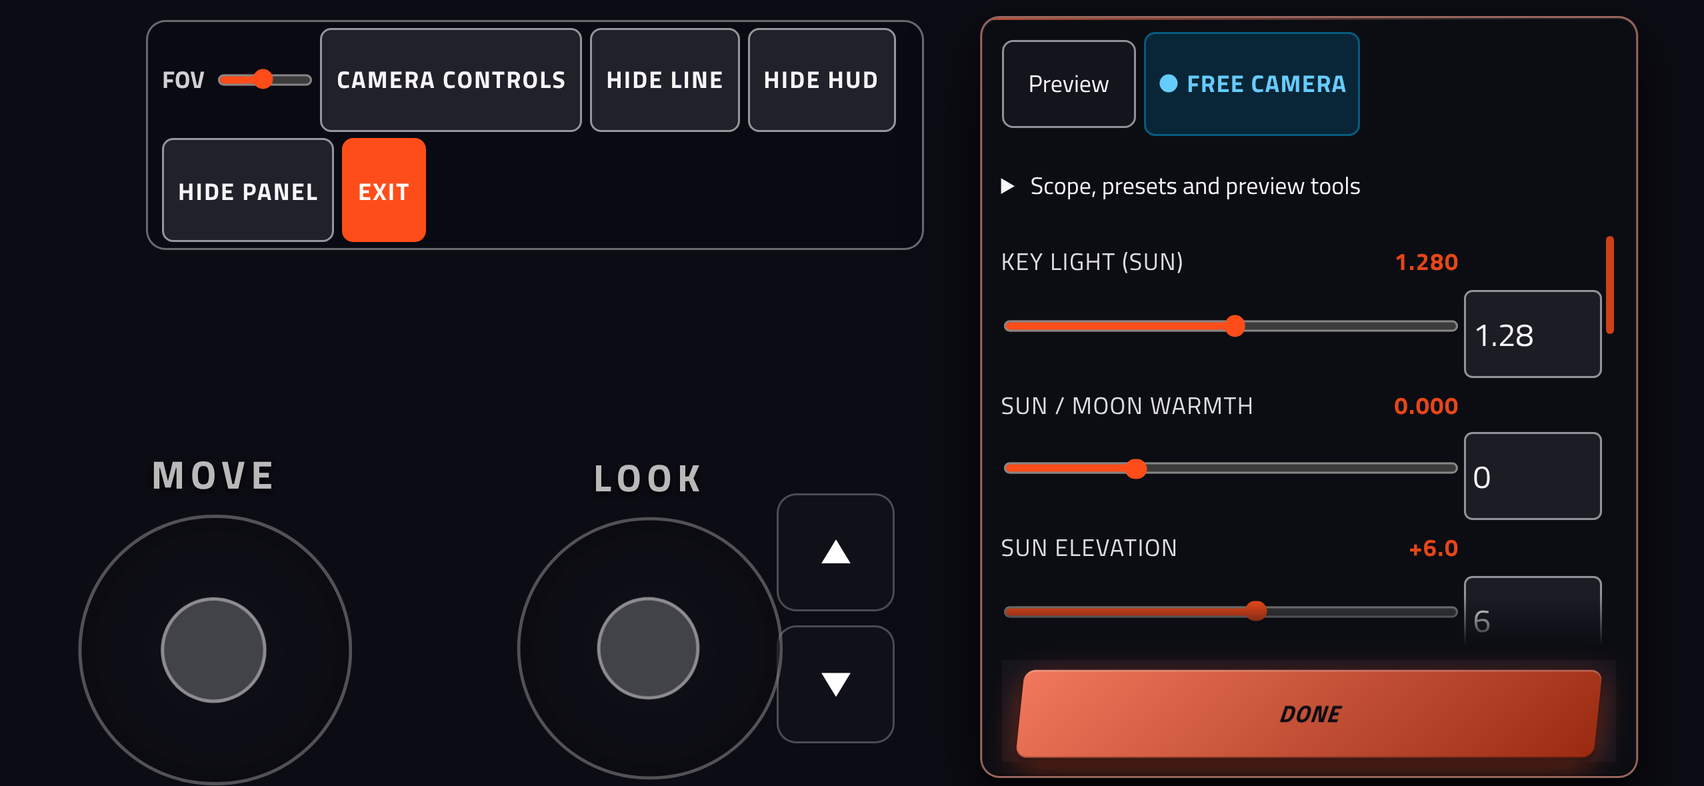 FOV CAMERA CONTROLS HIDE LINE HIDE HUD
HIDE PANEL EXIT
MOVE LOOK
Preview FREE CAMERA
Scope, presets and preview tools
KEY LIGHT (SUN) 1.280
1.28
SUN / MOON WARMTH 0.000
0
SUN ELEVATION +6.0
6
DONE